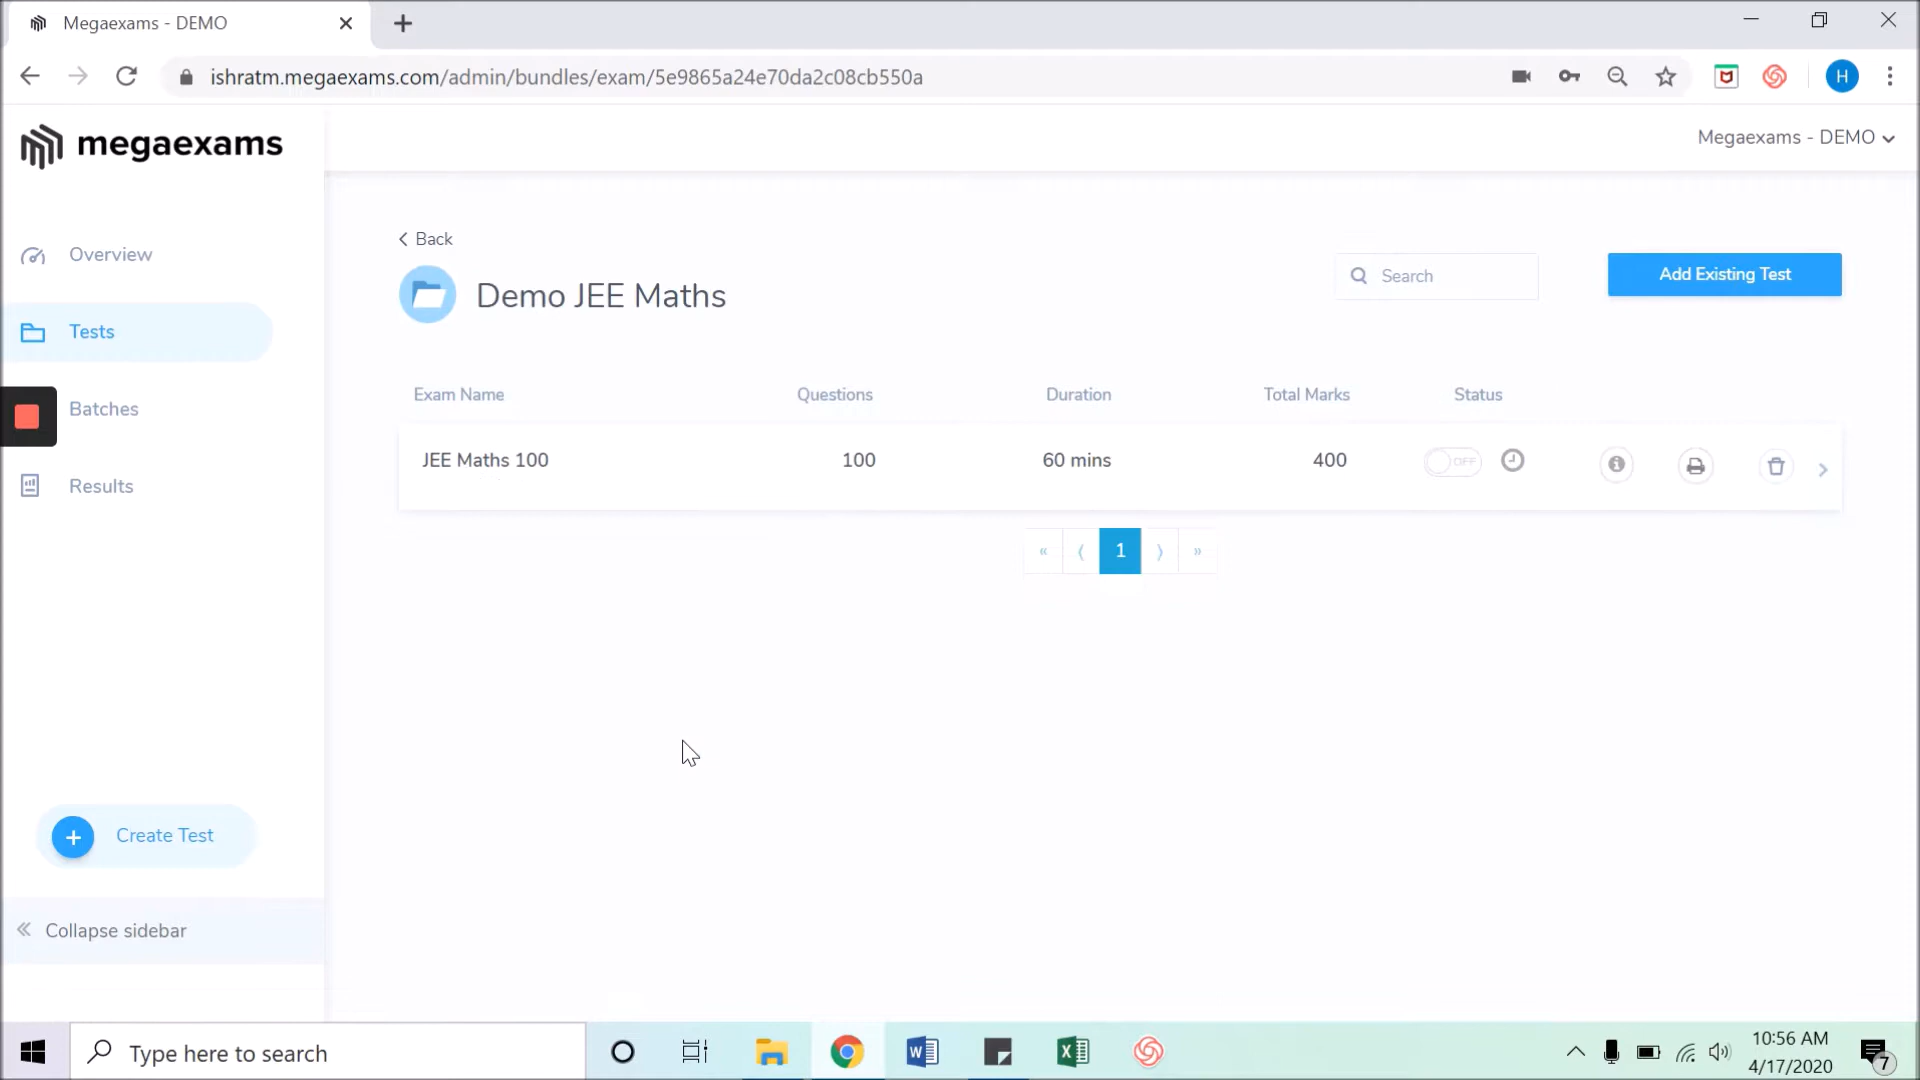 Megaexams - DEMO
ishratm.megaexams.com/admin/bundles/exam/5e9865a24e70da2c08cb550a
H
megaexams
Megaexams - DEMO
Overview
Tests
Batches
Results
Create Test
Collapse sidebar
Back
Demo JEE Maths
Search
Add Existing Test
Exam Name Questions Duration Total Marks Status
JEE Maths 100 100 60 mins 400 OFF
« ⟨ 1 ⟩ »
Type here to search
10:56 AM
4/17/2020
7